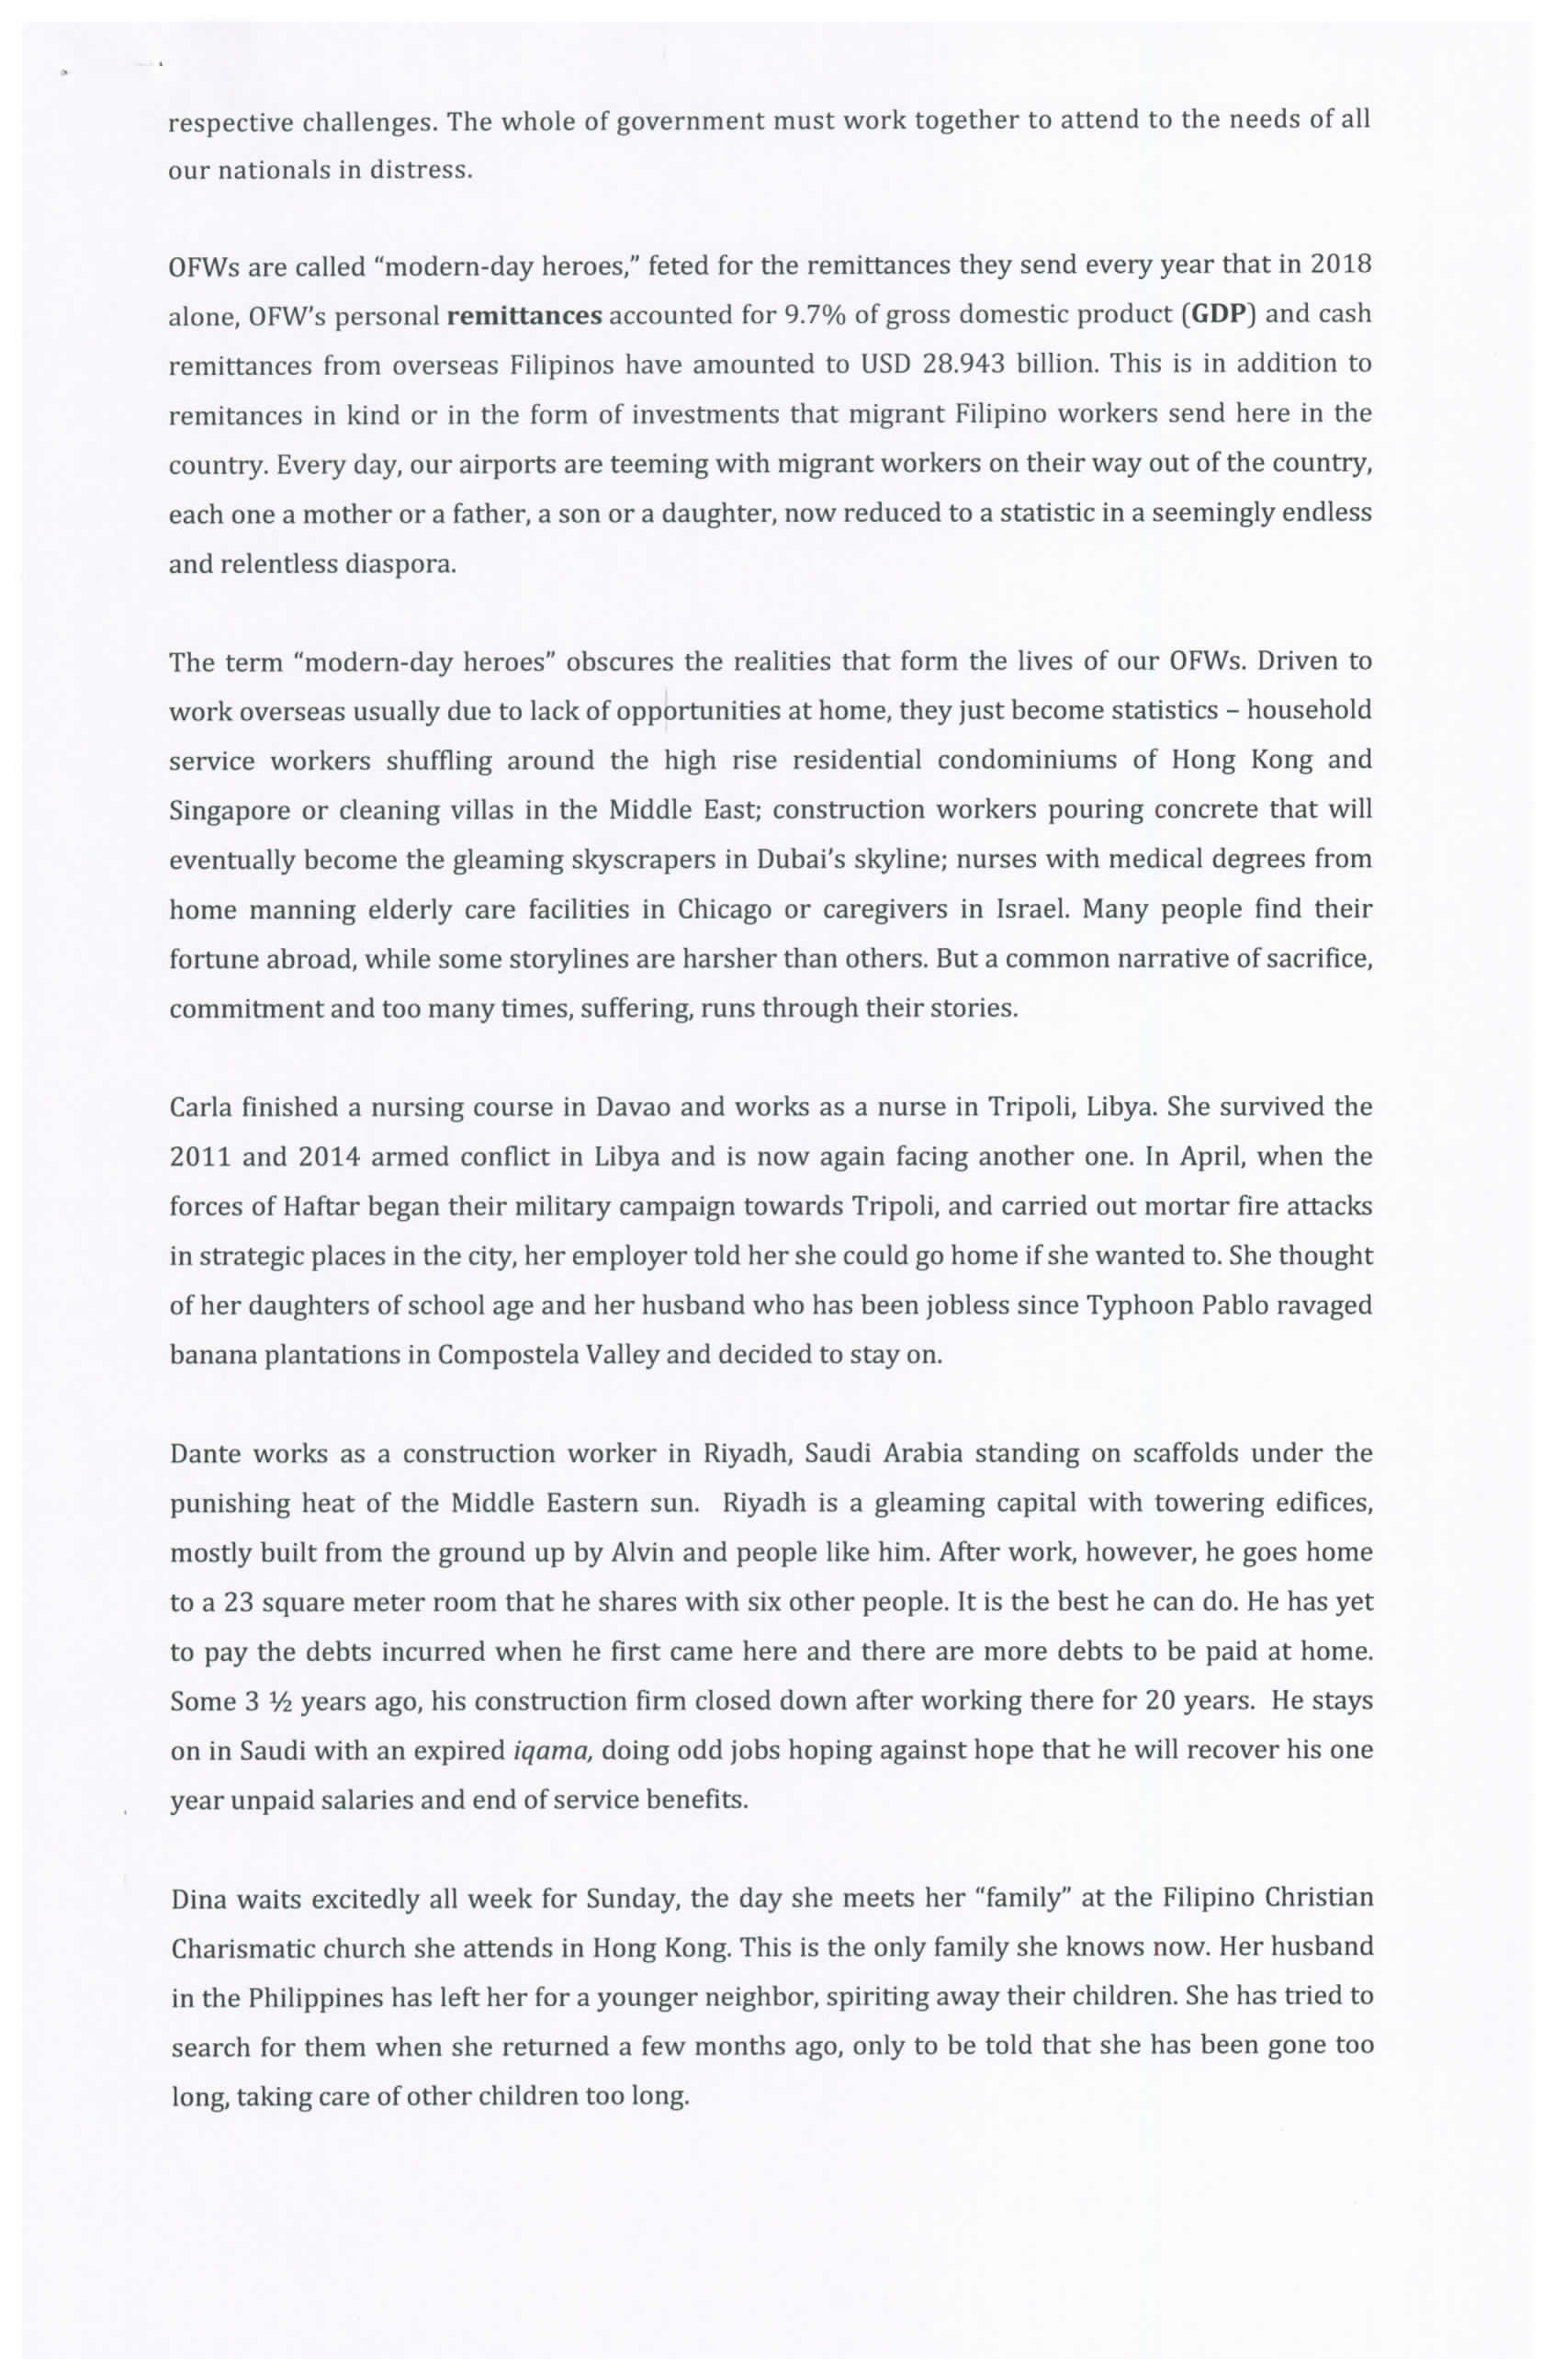 respective challenges. The whole of government must work together to attend to the needs of all
our nationals in distress.
OFWs are called “modern-day heroes,” feted for the remittances they send every year that in 2018
alone, OFW’s personal remittances accounted for 9.7% of gross domestic product (GDP) and cash
remittances from overseas Filipinos have amounted to USD 28.943 billion. This is in addition to
remitances in kind or in the form of investments that migrant Filipino workers send here in the
country. Every day, our airports are teeming with migrant workers on their way out of the country,
each one a mother or a father, a son or a daughter, now reduced to a statistic in a seemingly endless
and relentless diaspora.
The term “modern-day heroes” obscures the realities that form the lives of our OFWs. Driven to
work overseas usually due to lack of opportunities at home, they just become statistics – household
service workers shuffling around the high rise residential condominiums of Hong Kong and
Singapore or cleaning villas in the Middle East; construction workers pouring concrete that will
eventually become the gleaming skyscrapers in Dubai’s skyline; nurses with medical degrees from
home manning elderly care facilities in Chicago or caregivers in Israel. Many people find their
fortune abroad, while some storylines are harsher than others. But a common narrative of sacrifice,
commitment and too many times, suffering, runs through their stories.
Carla finished a nursing course in Davao and works as a nurse in Tripoli, Libya. She survived the
2011 and 2014 armed conflict in Libya and is now again facing another one. In April, when the
forces of Haftar began their military campaign towards Tripoli, and carried out mortar fire attacks
in strategic places in the city, her employer told her she could go home if she wanted to. She thought
of her daughters of school age and her husband who has been jobless since Typhoon Pablo ravaged
banana plantations in Compostela Valley and decided to stay on.
Dante works as a construction worker in Riyadh, Saudi Arabia standing on scaffolds under the
punishing heat of the Middle Eastern sun. Riyadh is a gleaming capital with towering edifices,
mostly built from the ground up by Alvin and people like him. After work, however, he goes home
to a 23 square meter room that he shares with six other people. It is the best he can do. He has yet
to pay the debts incurred when he first came here and there are more debts to be paid at home.
Some 3 ½ years ago, his construction firm closed down after working there for 20 years. He stays
on in Saudi with an expired iqama, doing odd jobs hoping against hope that he will recover his one
year unpaid salaries and end of service benefits.
Dina waits excitedly all week for Sunday, the day she meets her “family” at the Filipino Christian
Charismatic church she attends in Hong Kong. This is the only family she knows now. Her husband
in the Philippines has left her for a younger neighbor, spiriting away their children. She has tried to
search for them when she returned a few months ago, only to be told that she has been gone too
long, taking care of other children too long.